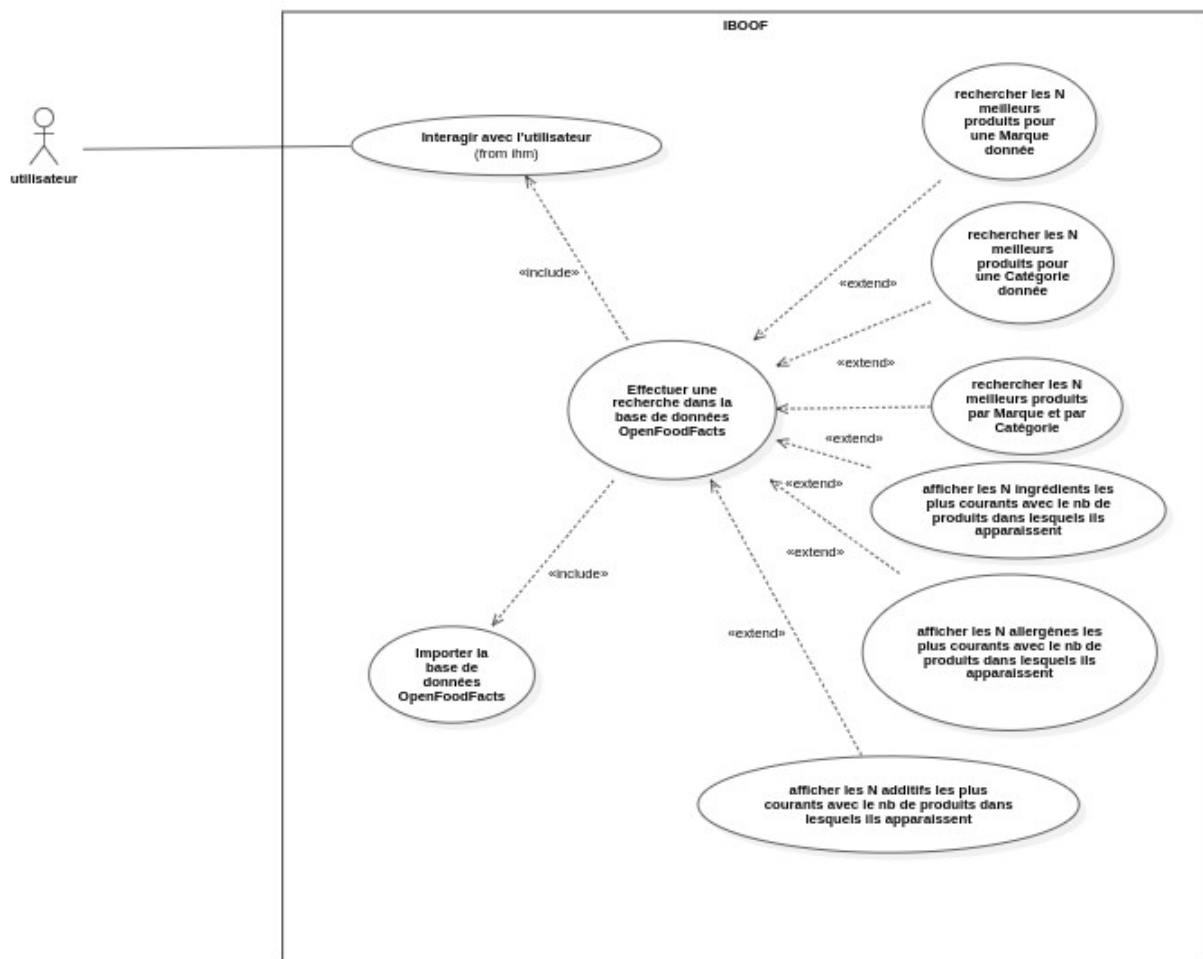 IBOOF
utilisateur
Interagir avec l'utilisateur
(from ihm)
rechercher les N
meilleurs
produits pour
une Marque
donnée
rechercher les N
meilleurs
produits pour
une Catégorie
donnée
«include»
«extend»
«extend»
Effectuer une
recherche dans la
base de données
OpenFoodFacts
rechercher les N
meilleurs produits
par Marque et par
Catégorie
«extend»
«extend»
afficher les N ingrédients les
plus courants avec le nb de
produits dans lesquels ils
apparaissent
«extend»
«include»
«extend»
afficher les N allergènes les
plus courants avec le nb de
produits dans lesquels ils
apparaissent
Importer la
base de
données
OpenFoodFacts
afficher les N additifs les plus
courants avec le nb de produits dans
lesquels ils apparaissent